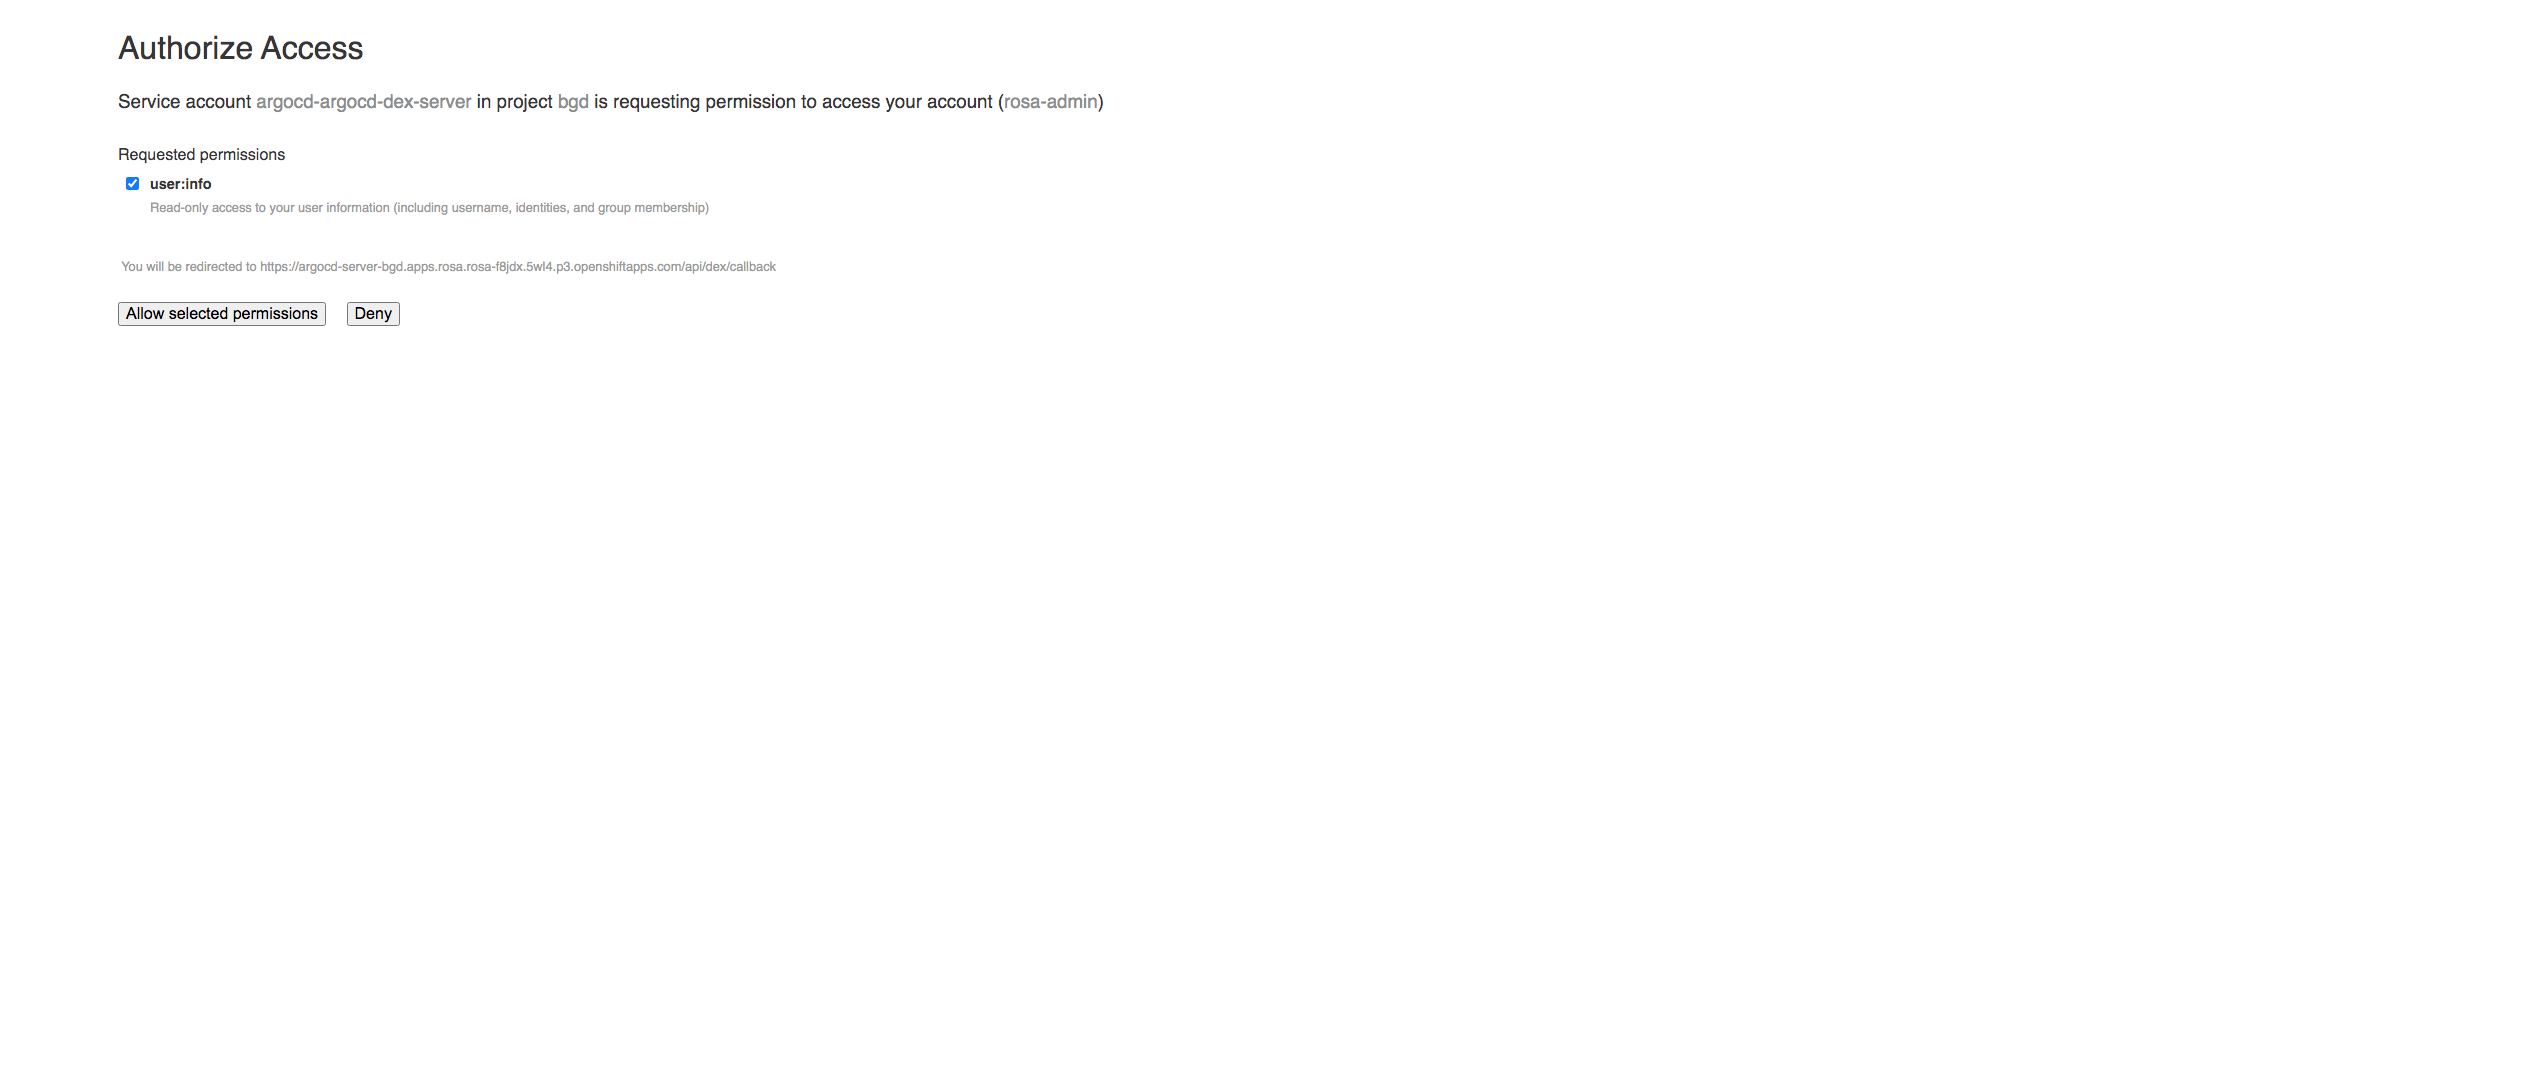 Authorize Access
Service account argocd-argocd-dex-server in project bgd is requesting permission to access your account (rosa-admin)
Requested permissions
user:info
Read-only access to your user information (including username, identities, and group membership)
You will be redirected to https://argocd-server-bgd.apps.rosa.rosa-f8jdx.5wl4.p3.openshiftapps.com/api/dex/callback
Allow selected permissions Deny